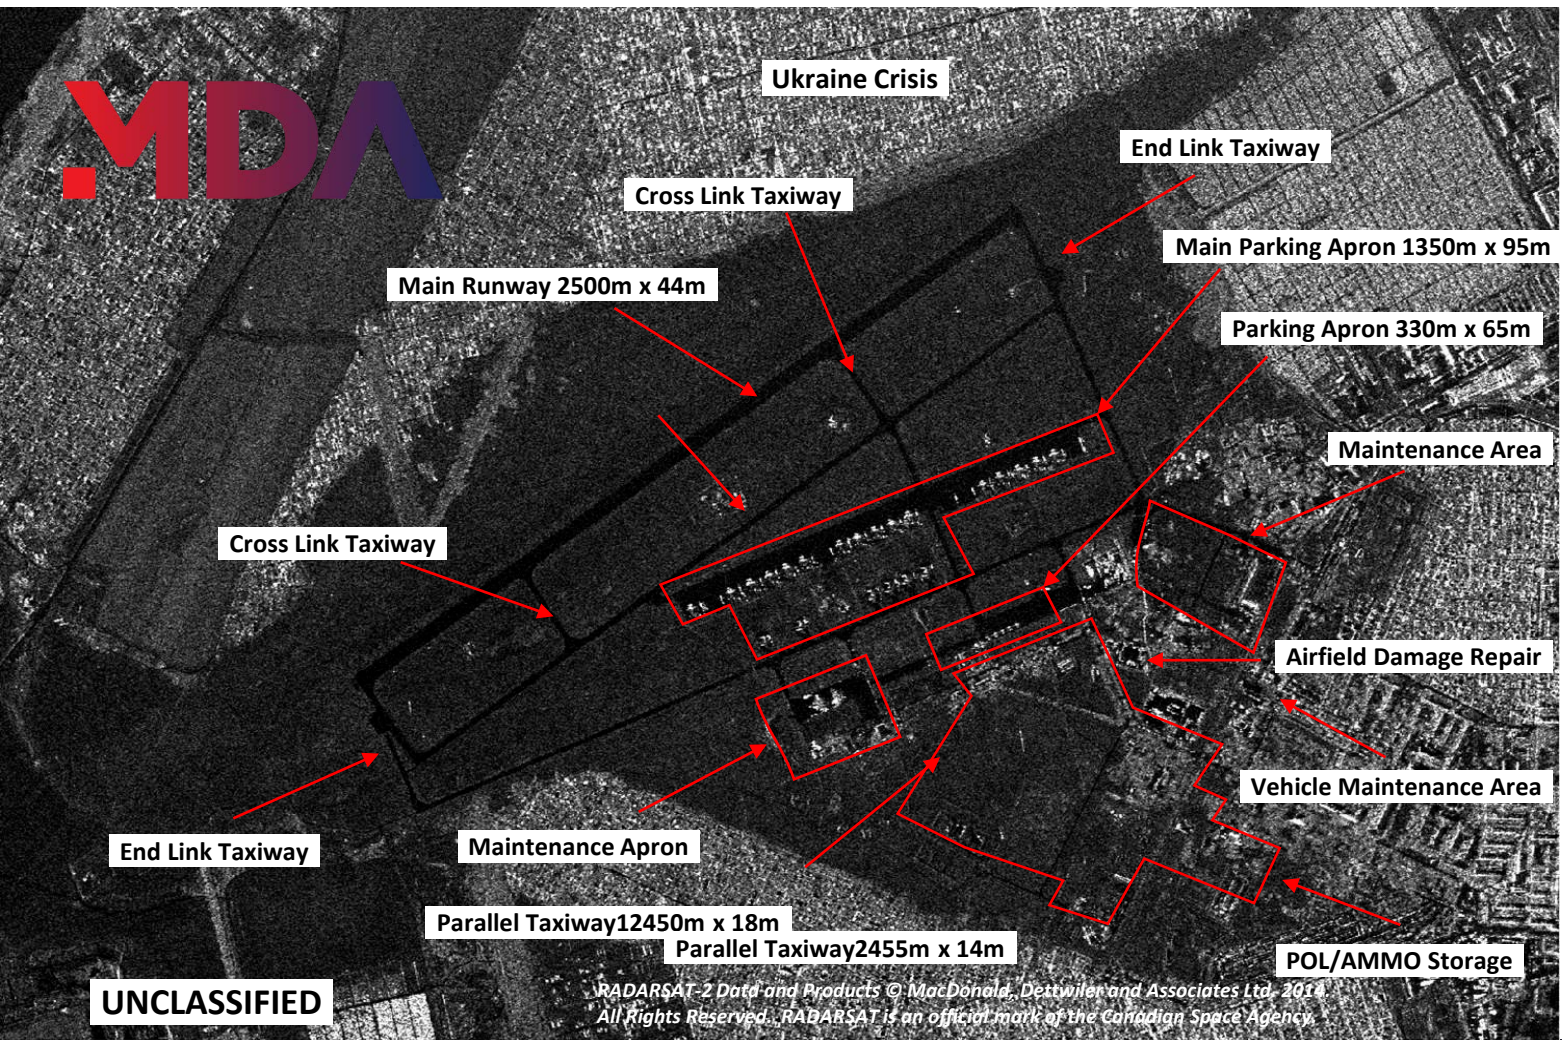 Ukraine Crisis
MDA
End Link Taxiway
Cross Link Taxiway
Main Parking Apron 1350m x 95m
Main Runway 2500m x 44m
Parking Apron 330m x 65m
Maintenance Area
Cross Link Taxiway
Airfield Damage Repair
Vehicle Maintenance Area
End Link Taxiway
Maintenance Apron
Parallel Taxiway12450m x 18m
Parallel Taxiway2455m x 14m
POL/AMMO Storage
UNCLASSIFIED
RADARSAT-2 Data and Products © MacDonald, Dettwiler and Associates Ltd, 2014.
All Rights Reserved. RADARSAT is an official mark of the Canadian Space Agency.